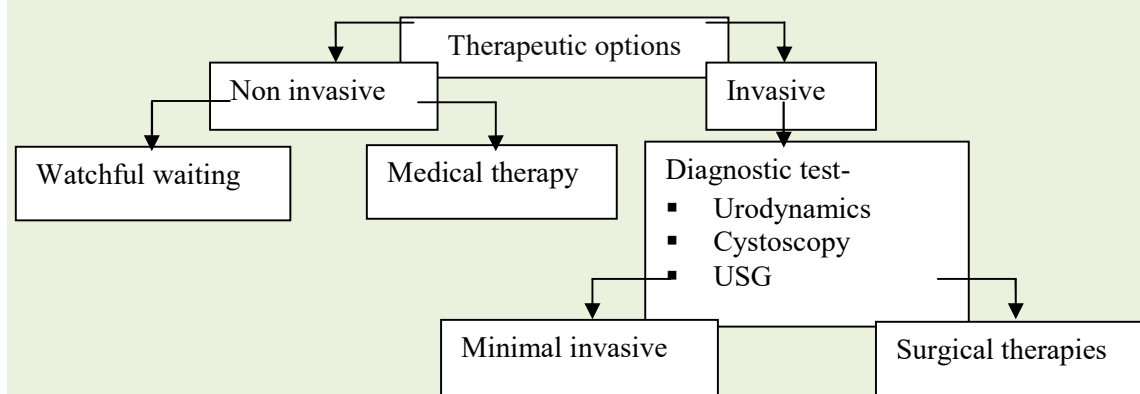 Therapeutic options
Non invasive
Invasive
Watchful waiting
Medical therapy
Diagnostic test-
▪ Urodynamics
▪ Cystoscopy
▪ USG
Minimal invasive
Surgical therapies